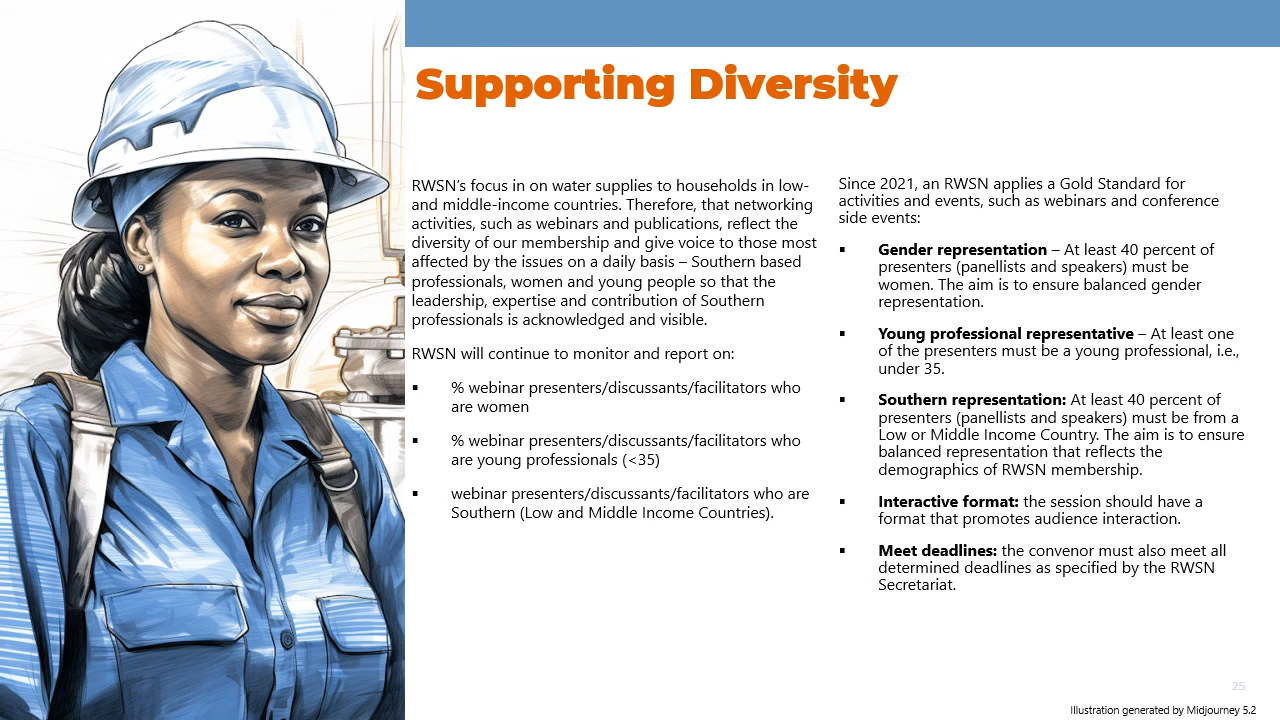 Supporting Diversity
RWSN’s focus in on water supplies to households in low-
and middle-income countries. Therefore, that networking
activities, such as webinars and publications, reflect the
diversity of our membership and give voice to those most
affected by the issues on a daily basis – Southern based
professionals, women and young people so that the
leadership, expertise and contribution of Southern
professionals is acknowledged and visible.
RWSN will continue to monitor and report on:
▪ % webinar presenters/discussants/facilitators who
are women
▪ % webinar presenters/discussants/facilitators who
are young professionals (<35)
▪ webinar presenters/discussants/facilitators who are
Southern (Low and Middle Income Countries).
Since 2021, an RWSN applies a Gold Standard for
activities and events, such as webinars and conference
side events:
▪ Gender representation – At least 40 percent of
presenters (panellists and speakers) must be
women. The aim is to ensure balanced gender
representation.
▪ Young professional representative – At least one
of the presenters must be a young professional, i.e.,
under 35.
▪ Southern representation: At least 40 percent of
presenters (panellists and speakers) must be from a
Low or Middle Income Country. The aim is to ensure
balanced representation that reflects the
demographics of RWSN membership.
▪ Interactive format: the session should have a
format that promotes audience interaction.
▪ Meet deadlines: the convenor must also meet all
determined deadlines as specified by the RWSN
Secretariat.
25
Illustration generated by Midjourney 5.2